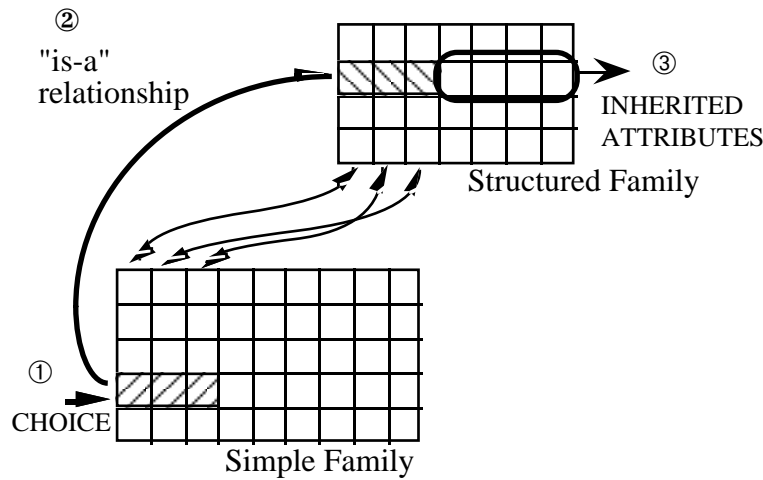 ②
"is-a"
relationship
③
INHERITED
ATTRIBUTES
Structured Family
①
CHOICE
Simple Family